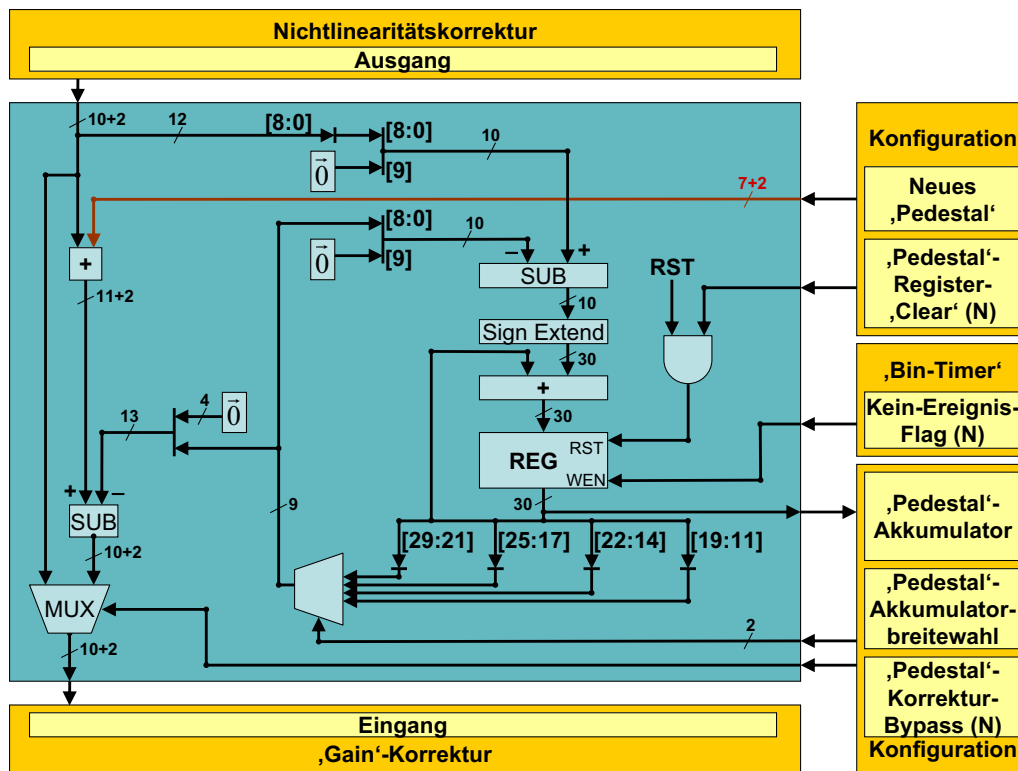 Nichtlinearitätskorrektur
Ausgang
10+2
12
[8:0]
[8:0]
10
0
[9]
7+2
[8:0]
10
0
[9]
+
–
+
SUB
RST
11+2
10
Sign Extend
30
+
30
4
0
13
REG
RST
WEN
30
+
–
SUB
9
[29:21]
[25:17]
[22:14]
[19:11]
10+2
MUX
2
10+2
Eingang
‚Gain‘-Korrektur
Konfiguration
Neues
‚Pedestal‘
‚Pedestal‘-
Register-
‚Clear‘ (N)
‚Bin-Timer‘
Kein-Ereignis-
Flag (N)
‚Pedestal‘-
Akkumulator
‚Pedestal‘-
Akkumulator-
breitewahl
‚Pedestal‘-
Korrektur-
Bypass (N)
Konfiguration